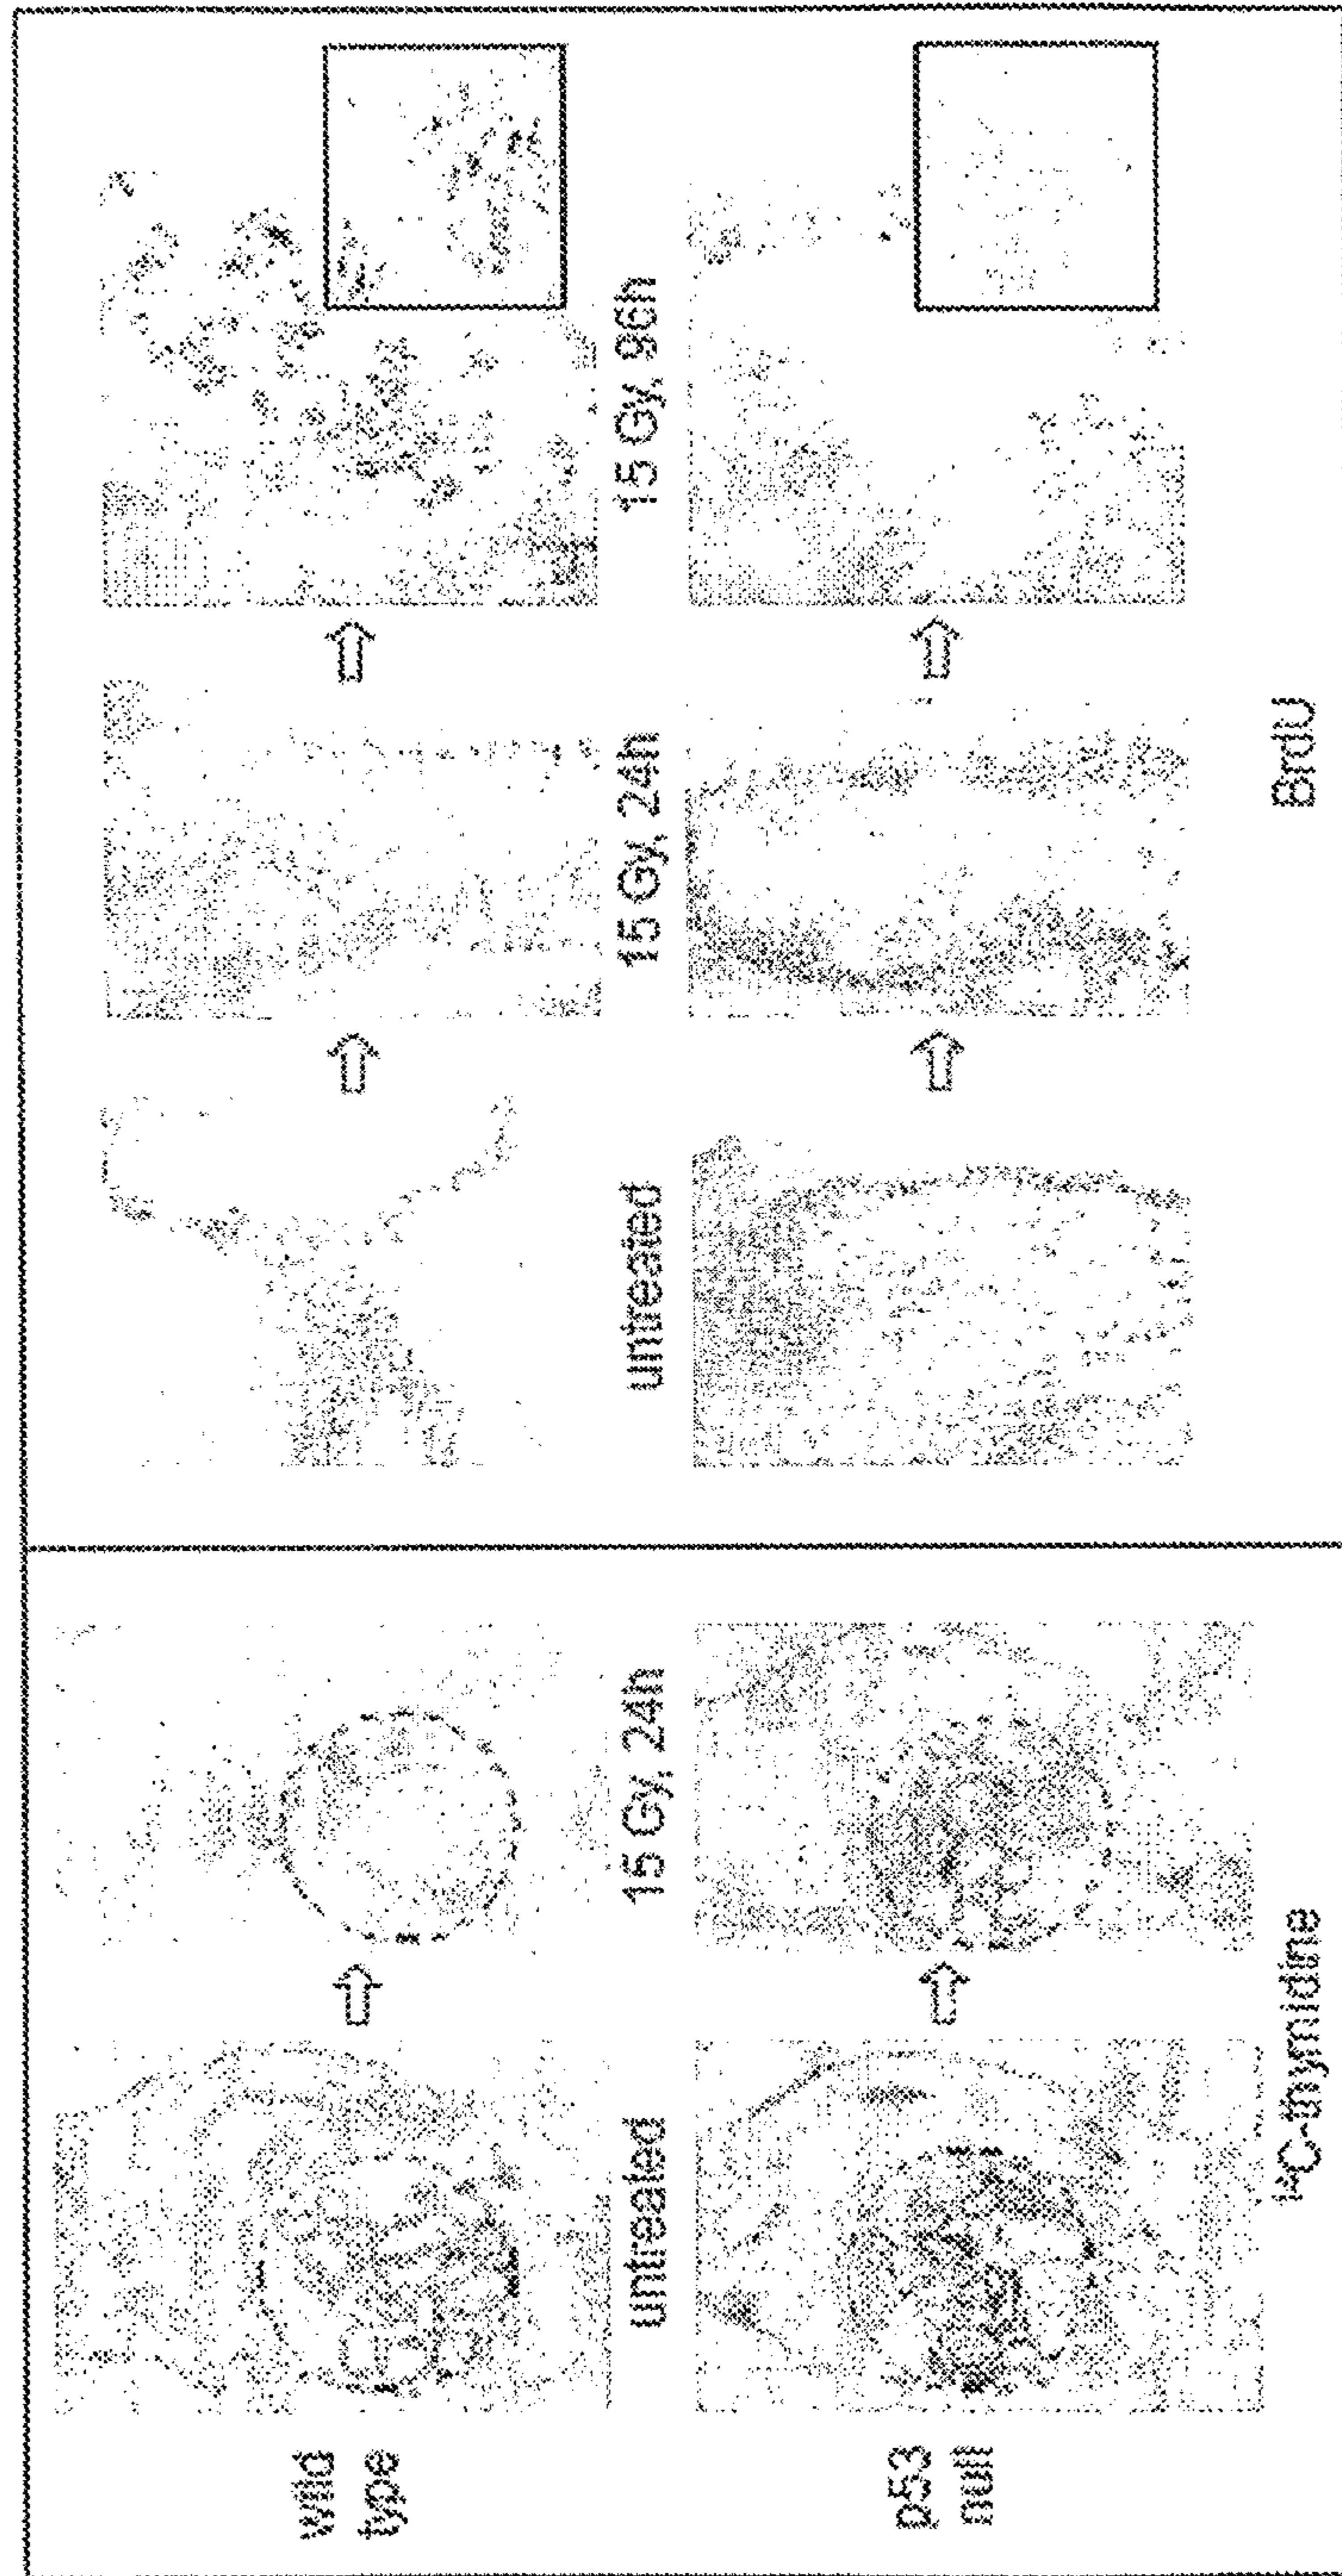 wild
type
untreated
15 Gy, 24h
untreated
15 Gy, 24h
15 Gy, 96h
p53
null
¹⁴C-thymidine
BrdU